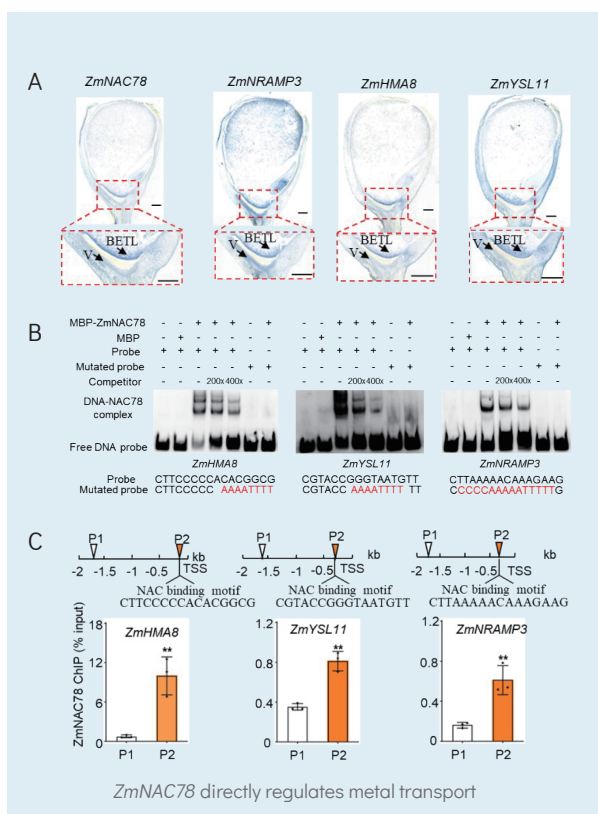 A
ZmNAC78 ZmNRAMP3 ZmHMA8 ZmYSL11
BETL BETL BETL BETL
V V V V
B
MBP-ZmNAC78 - - + + + - + - - + + + - + - - + + + - +
MBP - + - - - - - - + - - - - - - + - - - - -
Probe + + + + + - - + + + + + - - + + + + + - -
Mutated probe - - - - - + + - - - - - + + - - - - - + +
Competitor 200x400x 200x400x 200x400x
DNA-NAC78
complex
Free DNA probe
ZmHMA8 ZmYSL11 ZmNRAMP3
Probe CTTCCCCCACACGGCG CGTACCGGGTAATGTT CTTAAAAACAAAGAAG
Mutated probe CTTCCCCC AAAATTTT CGTACC AAAATTTT TT CCCCCAAAAATTTTTG
C
P1 P2 P1 P2 P1 P2
kb kb kb
-2 -1.5 -1 -0.5 TSS -2 -1.5 -1 -0.5 TSS -2 -1.5 -1 -0.5 TSS
NAC binding motif NAC binding motif NAC binding motif
CTTCCCCCACACGGCG CGTACCGGGTAATGTT CTTAAAAACAAAGAAG
ZmNAC78 ChIP (% input)
18 ZmHMA8 1.2 ZmYSL11 1.2 ZmNRAMP3
** ** **
12 0.8 0.8
6 0.4 0.4
0 0 0
P1 P2 P1 P2 P1 P2
ZmNAC78 directly regulates metal transport